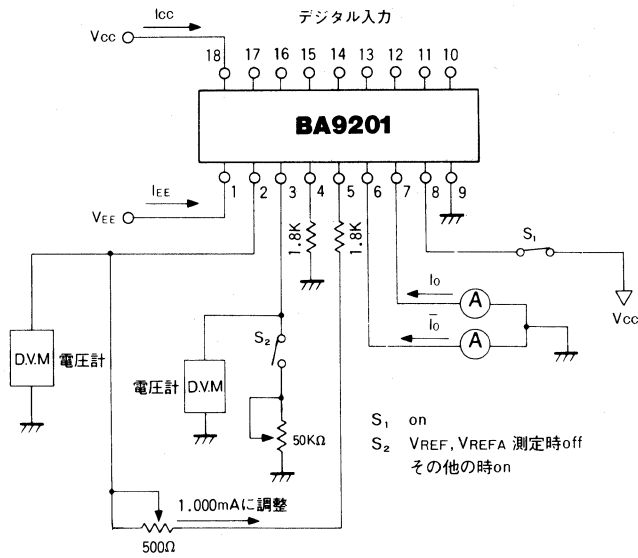 Icc
デジタル入力
Vcc
18 17 16 15 14 13 12 11 10
BA9201
1 2 3 4 5 6 7 8 9
IEE
VEE
1.8K
1.8K
S1
Vcc
Io
A
Īo
A
D.V.M 電圧計
電圧計 D.V.M
S2
50KΩ
S1 on
S2 VREF, VREFA 測定時off
その他の時on
1.000mAに調整
500Ω